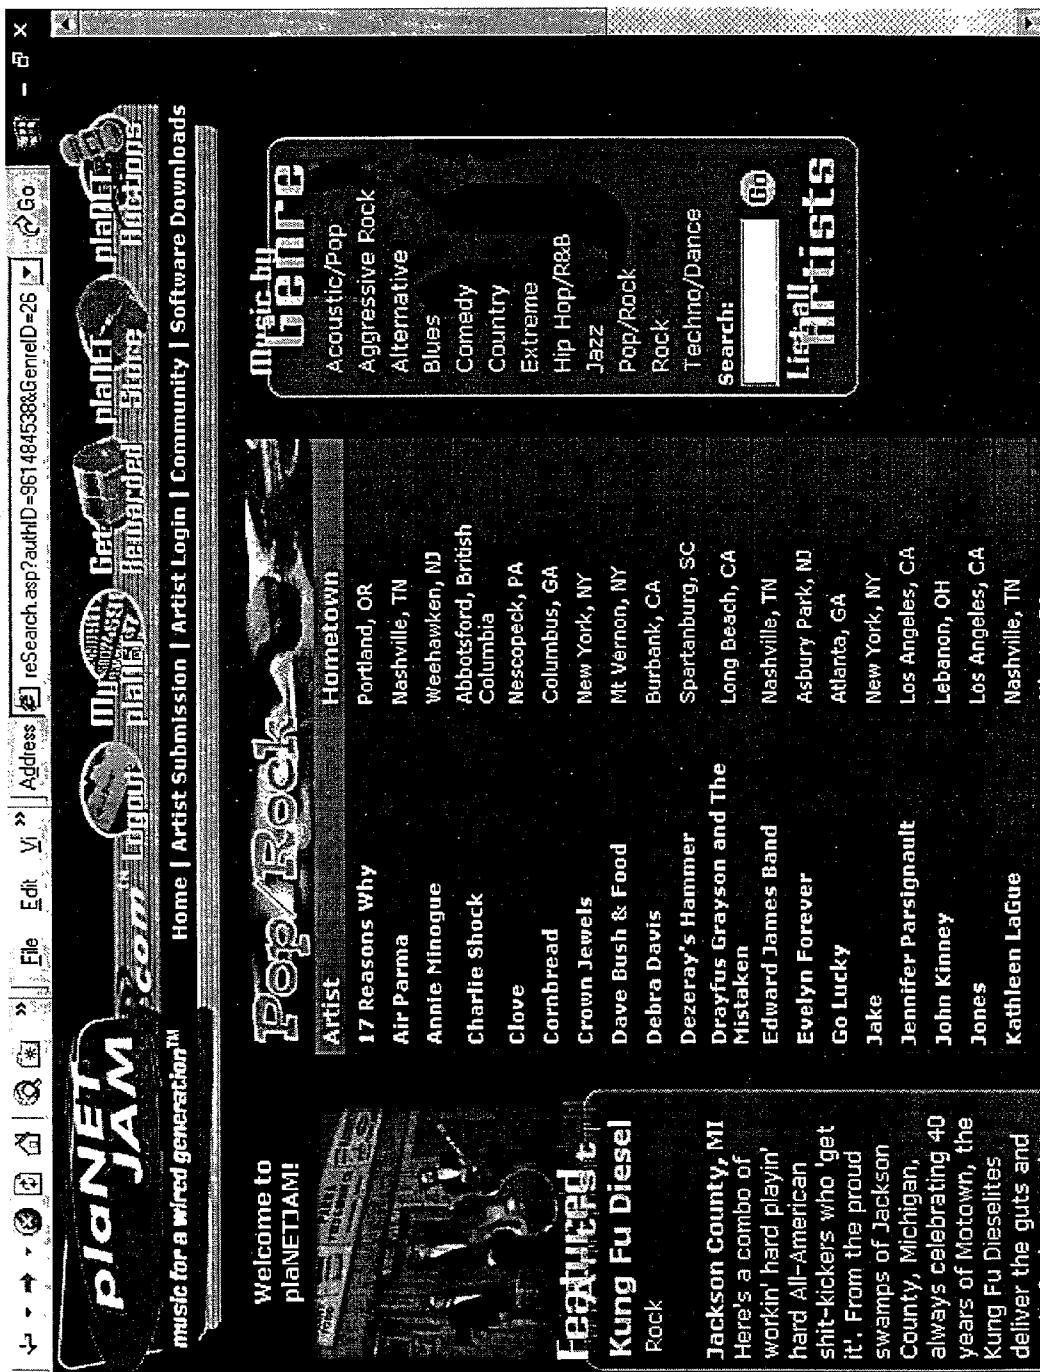 File Edit Vi » Address reSearch.asp?authID=961484538&GenreID=26 Go
plaNET
JAM
.com
music for a wired generation™
Logout
My
plaNET
Get
Rewarded
plaNET
Store
plaNET
Auctions
Home | Artist Submission | Artist Login | Community | Software Downloads
Welcome to
plaNETJAM!
Featured
Kung Fu Diesel
Rock
Jackson County, MI
Here's a combo of
workin' hard playin'
hard All-American
shit-kickers who 'get
it'. From the proud
swamps of Jackson
County, Michigan,
always celebrating 40
years of Motown, the
Kung Fu Dieselites
deliver the guts and
Pop/Rock
Artist Hometown
17 Reasons Why Portland, OR
Air Parma Nashville, TN
Annie Minogue Weehawken, NJ
Charlie Shock Abbotsford, British
Columbia
Clove Nescopeck, PA
Cornbread Columbus, GA
Crown Jewels New York, NY
Dave Bush & Food Mt Vernon, NY
Debra Davis Burbank, CA
Dezeray's Hammer Spartanburg, SC
Drayfus Grayson and The Long Beach, CA
Mistaken
Edward James Band Nashville, TN
Evelyn Forever Asbury Park, NJ
Go Lucky Atlanta, GA
Jake New York, NY
Jennifer Parsignault Los Angeles, CA
John Kinney Lebanon, OH
Jones Los Angeles, CA
Kathleen LaGue Nashville, TN
Music by
Genre
Acoustic/Pop
Aggressive Rock
Alternative
Blues
Comedy
Country
Extreme
Hip Hop/R&B
Jazz
Pop/Rock
Rock
Techno/Dance
Search:
Go
List all
Artists